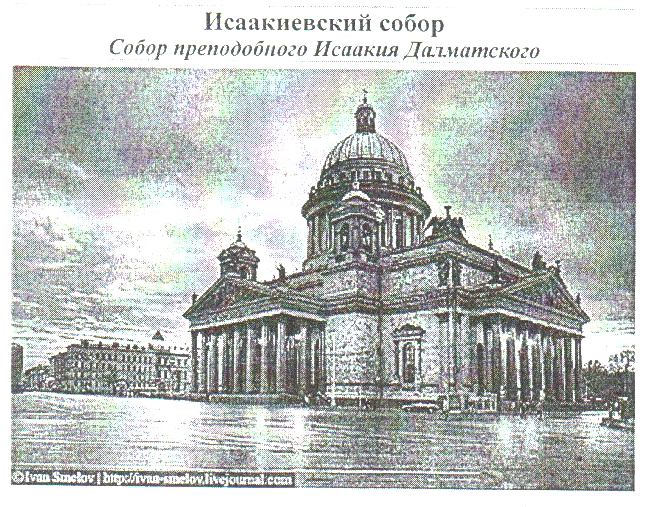 Исаакиевский собор
Собор преподобного Исаакия Далматского
©Ivan Smelov | http://ivan-smelov.livejournal.com